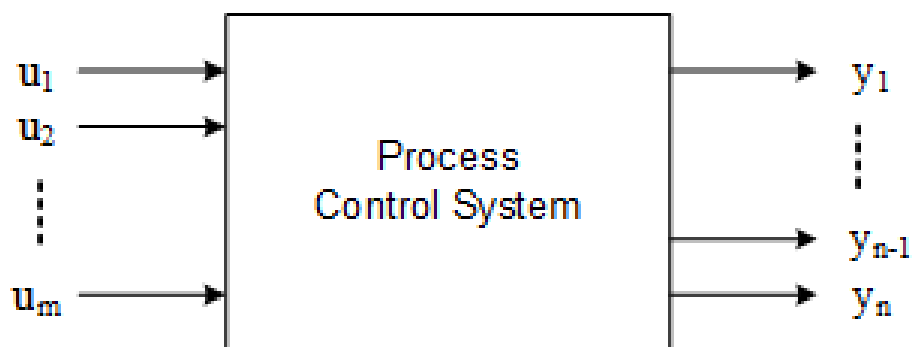 u₁
u₂
uₘ
Process
Control System
y₁
yₙ₋₁
yₙ